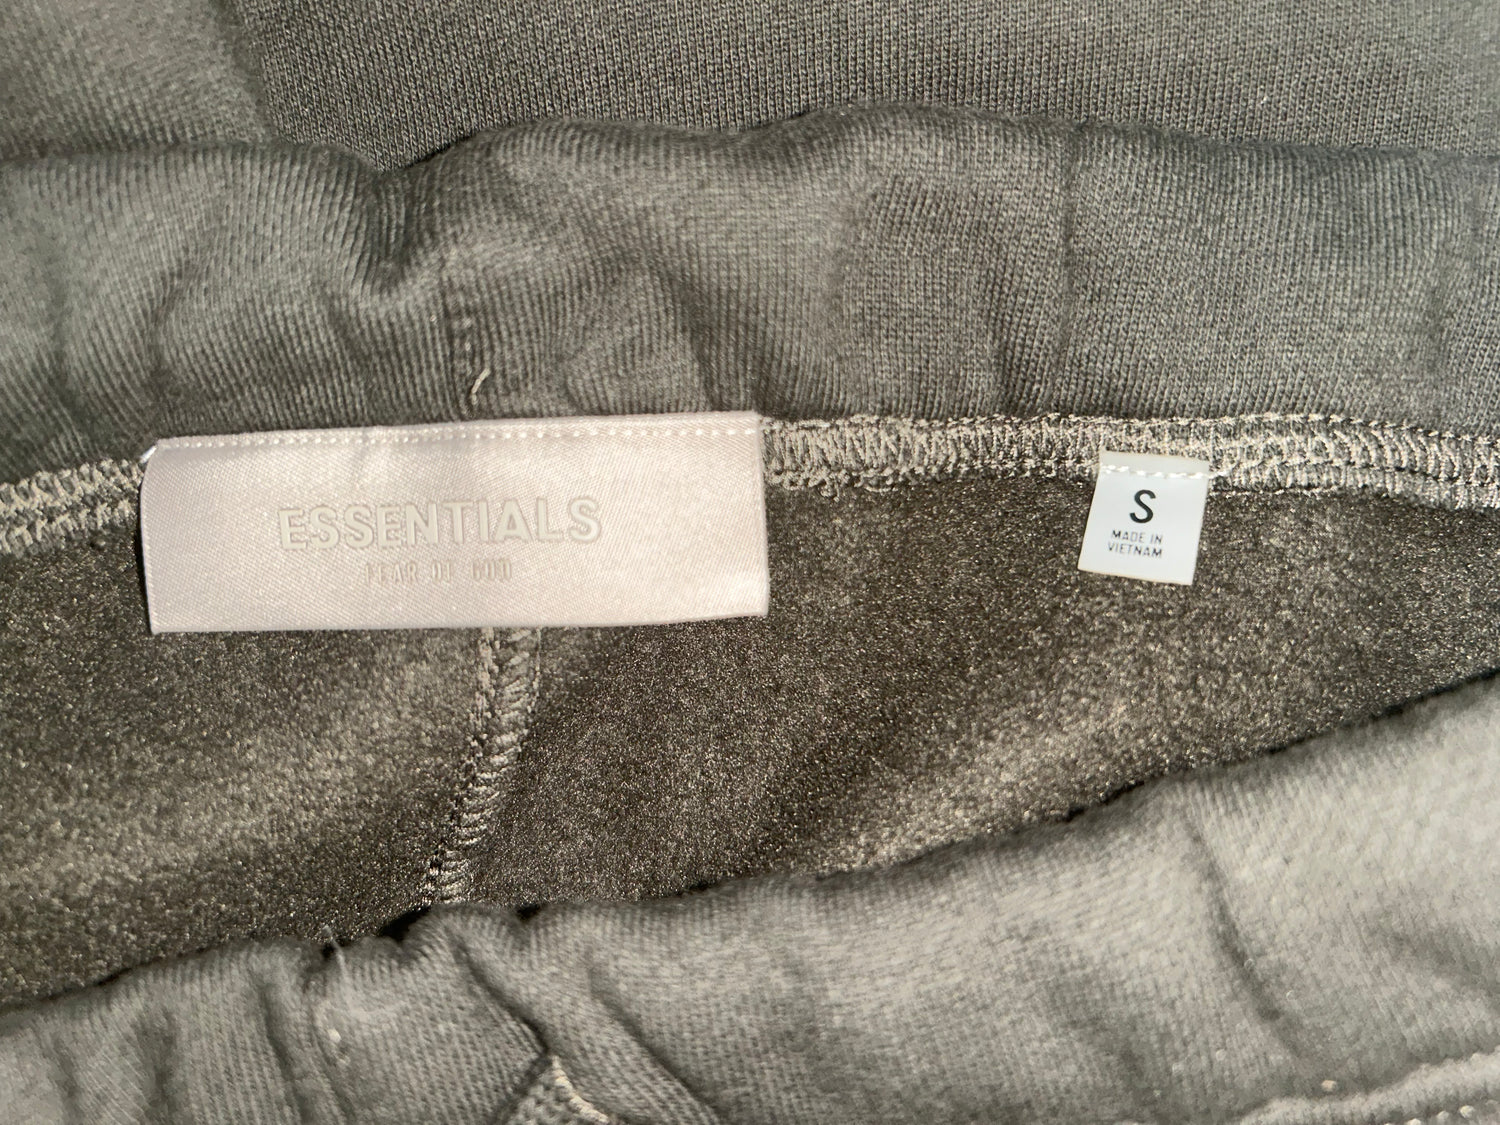 ESSENTIALS
FEAR OF GOD
S
MADE IN
VIETNAM